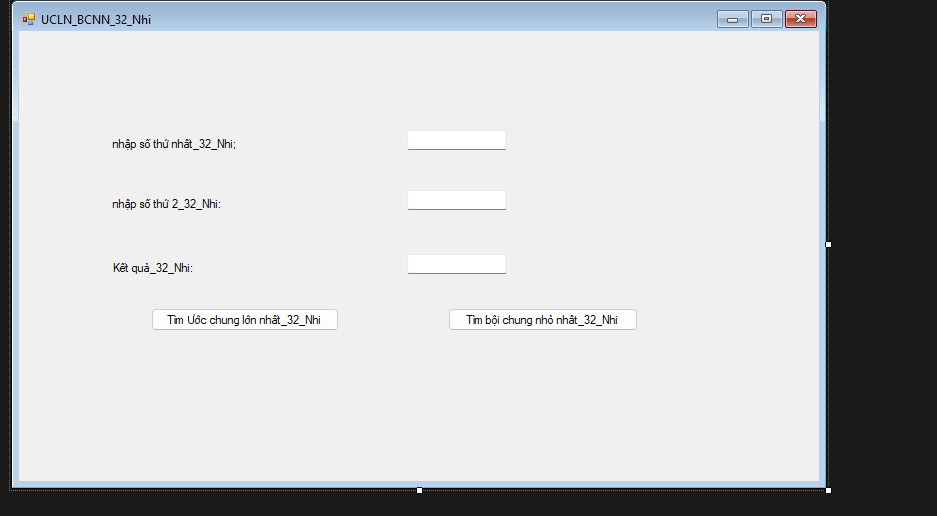 UCLN_BCNN_32_Nhi
nhập số thứ nhất_32_Nhi;
nhập số thứ 2_32_Nhi:
Kết quả_32_Nhi:
Tìm Ước chung lớn nhất_32_Nhi
Tìm bội chung nhỏ nhất_32_Nhi